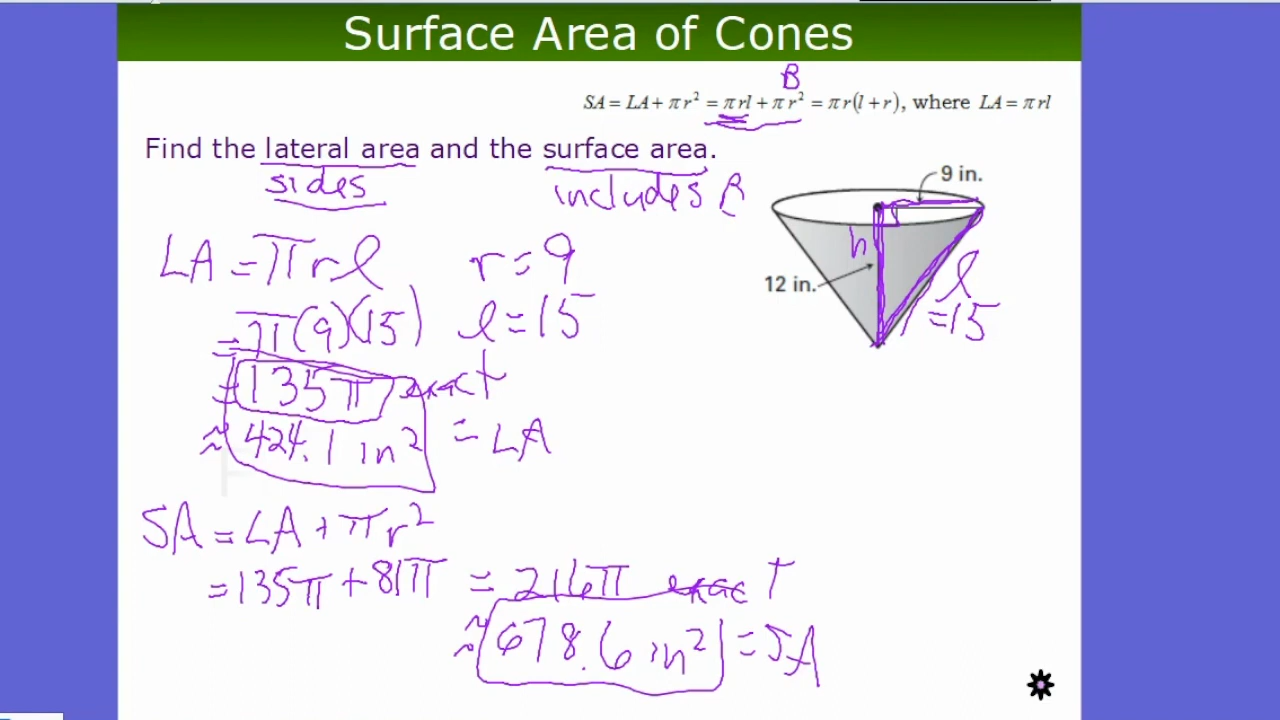 Surface Area of Cones
B
SA = LA + πr² = πrl + πr² = πr(l + r), where LA = πrl
Find the lateral area and the surface area.
sides
includes B
9 in.
h
12 in.
l
=15
LA = πrl
r = 9
= π(9)(15)
l = 15
= 135π exact
≈ 424.1 in² = LA
SA = LA + πr²
= 135π + 81π = 216π exact
≈ 678.6 in² = SA